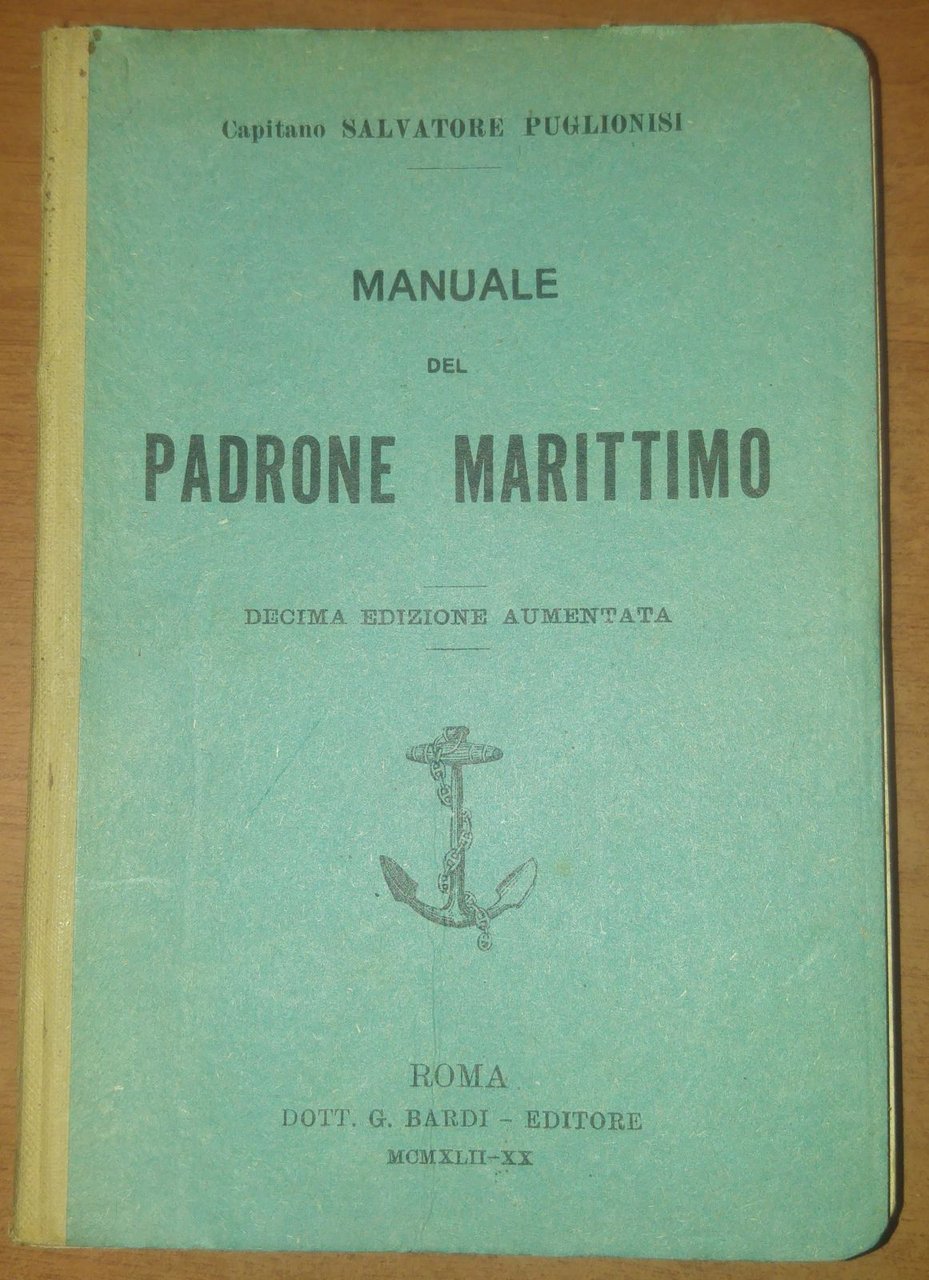 Capitano SALVATORE PUGLIONISI
MANUALE
DEL
PADRONE MARITTIMO
DECIMA EDIZIONE AUMENTATA
ROMA
DOTT. G. BARDI - EDITORE
MCMXLII-XX